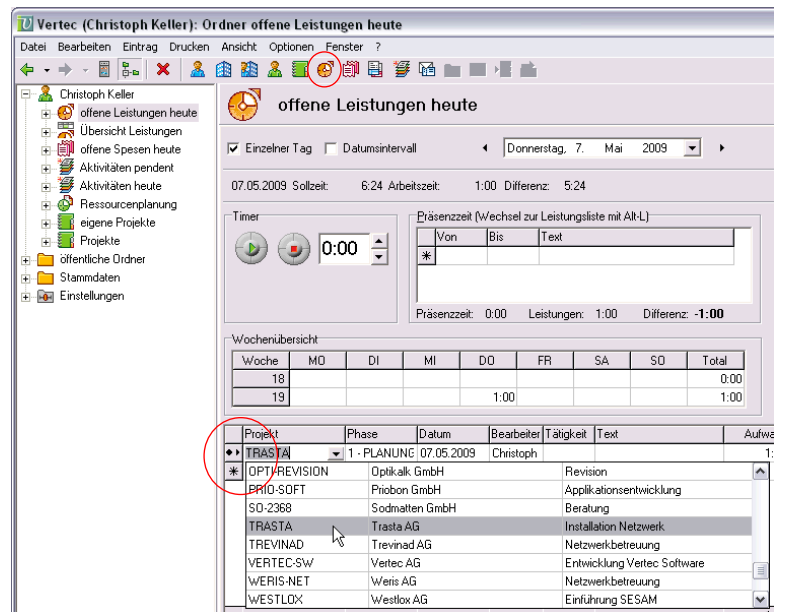 Vertec (Christoph Keller): Ordner offene Leistungen heute
Datei Bearbeiten Eintrag Drucken Ansicht Optionen Fenster ?
Christoph Keller
offene Leistungen heute
Übersicht Leistungen
offene Spesen heute
Aktivitäten pendent
Aktivitäten heute
Ressourcenplanung
eigene Projekte
Projekte
öffentliche Ordner
Stammdaten
Einstellungen
offene Leistungen heute
Einzelner Tag Datumsintervall Donnerstag, 7. Mai 2009
07.05.2009 Sollzeit: 6:24 Arbeitszeit: 1:00 Differenz: 5:24
Timer
0:00
Präsenzzeit (Wechsel zur Leistungsliste mit Alt-L)
Von Bis Text
Präsenzzeit: 0:00 Leistungen: 1:00 Differenz: -1:00
Wochenübersicht
Woche MO DI MI DO FR SA SO Total
18 0:00
19 1:00 1:00
Projekt Phase Datum Bearbeiter Tätigkeit Text Aufwa
TRASTA 1 - PLANUNG 07.05.2009 Christoph 1:
OPTI-REVISION Optikalk GmbH Revision
PRIO-SOFT Priobon GmbH Applikationsentwicklung
SO-2368 Sodmatten GmbH Beratung
TRASTA Trasta AG Installation Netzwerk
TREVINAD Trevinad AG Netzwerkbetreuung
VERTEC-SW Vertec AG Entwicklung Vertec Software
WERIS-NET Weris AG Netzwerkbetreuung
WESTLOX Westlox AG Einführung SESAM